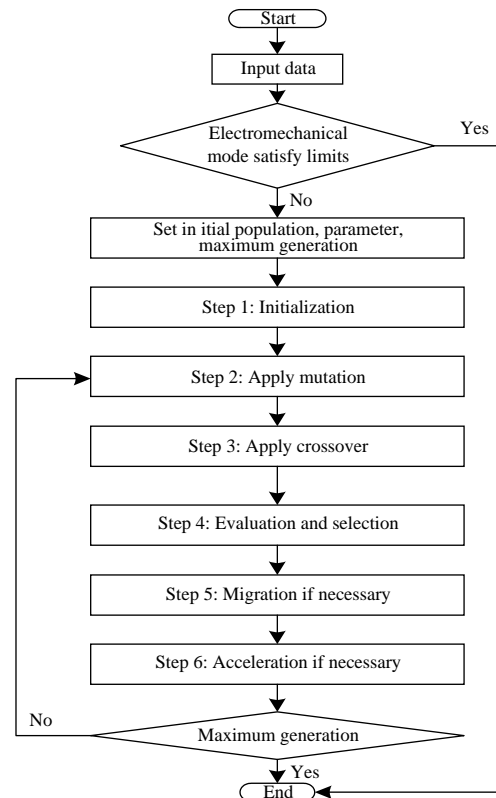 Start
Input data
Electromechanical
mode satisfy limits
Yes
No
Set in itial population, parameter,
maximum generation
Step 1: Initialization
Step 2: Apply mutation
Step 3: Apply crossover
Step 4: Evaluation and selection
Step 5: Migration if necessary
Step 6: Acceleration if necessary
No
Maximum generation
Yes
End